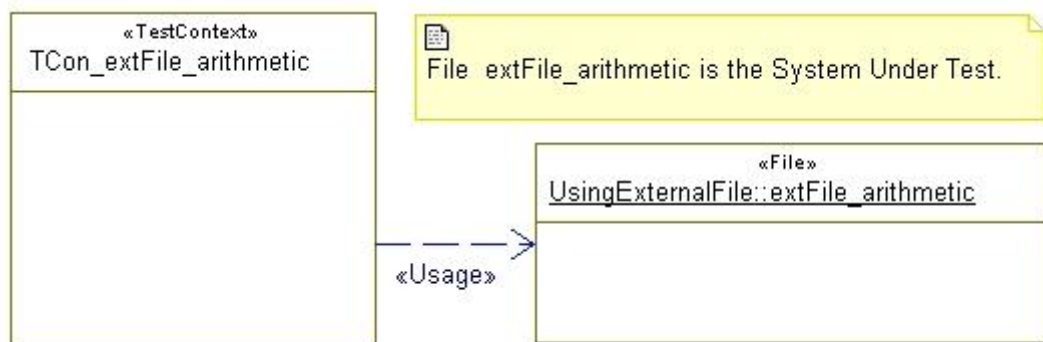 «TestContext»
TCon_extFile_arithmetic
File extFile_arithmetic is the System Under Test.
«File»
UsingExternalFile::extFile_arithmetic
«Usage»